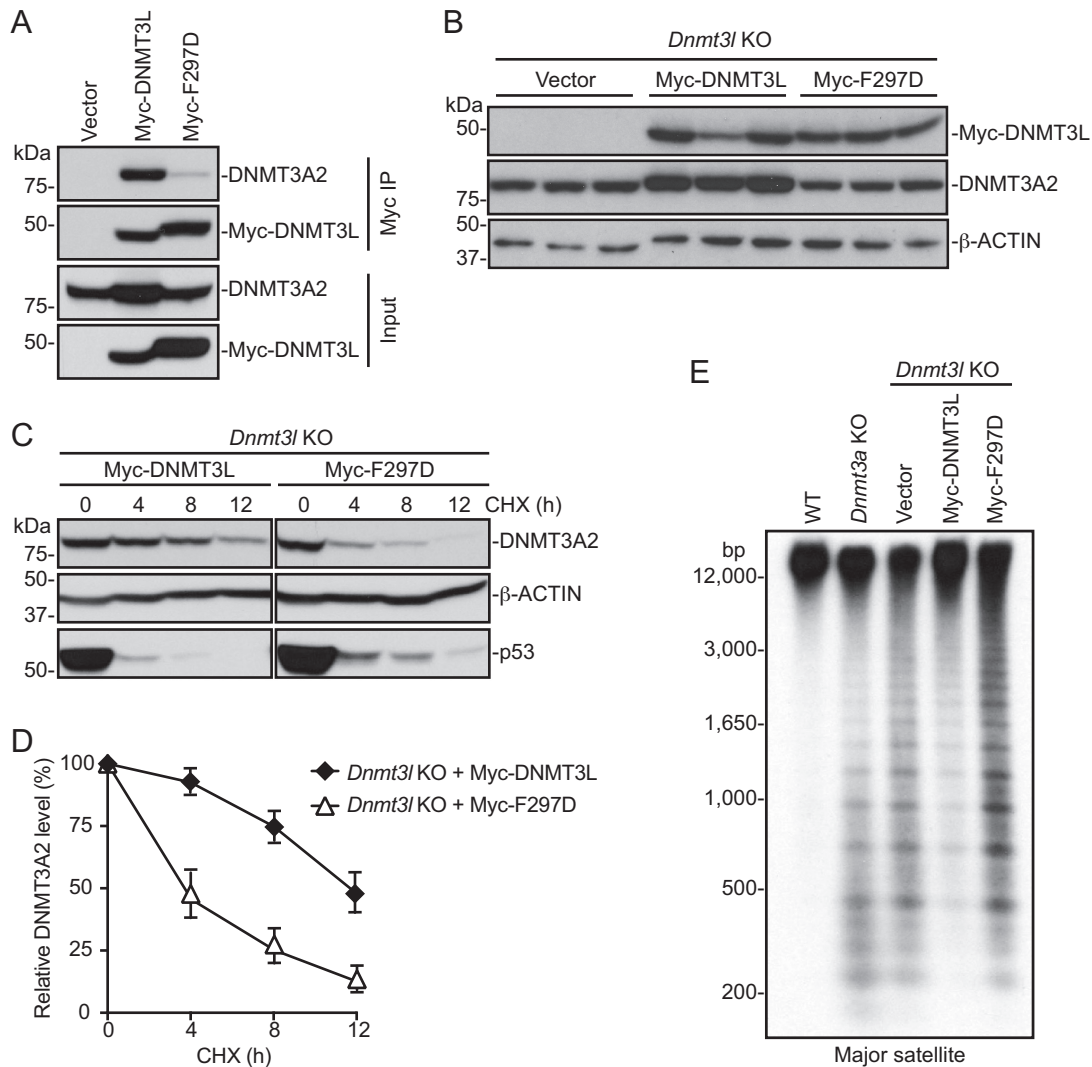 A
Vector
Myc-DNMT3L
Myc-F297D
kDa
75-
-DNMT3A2
50-
-Myc-DNMT3L
Myc IP
75-
-DNMT3A2
50-
-Myc-DNMT3L
Input
B
Dnmt3l KO
Vector Myc-DNMT3L Myc-F297D
kDa
50-
-Myc-DNMT3L
75-
-DNMT3A2
50-
37-
-β-ACTIN
C
Dnmt3l KO
Myc-DNMT3L Myc-F297D
0 4 8 12 0 4 8 12 CHX (h)
kDa
75-
-DNMT3A2
50-
37-
-β-ACTIN
50-
-p53
D
Relative DNMT3A2 level (%)
100
75
50
25
0
0 4 8 12
CHX (h)
Dnmt3l KO + Myc-DNMT3L
Dnmt3l KO + Myc-F297D
E
Dnmt3l KO
WT
Dnmt3a KO
Vector
Myc-DNMT3L
Myc-F297D
bp
12,000-
3,000-
1,650-
1,000-
500-
200-
Major satellite